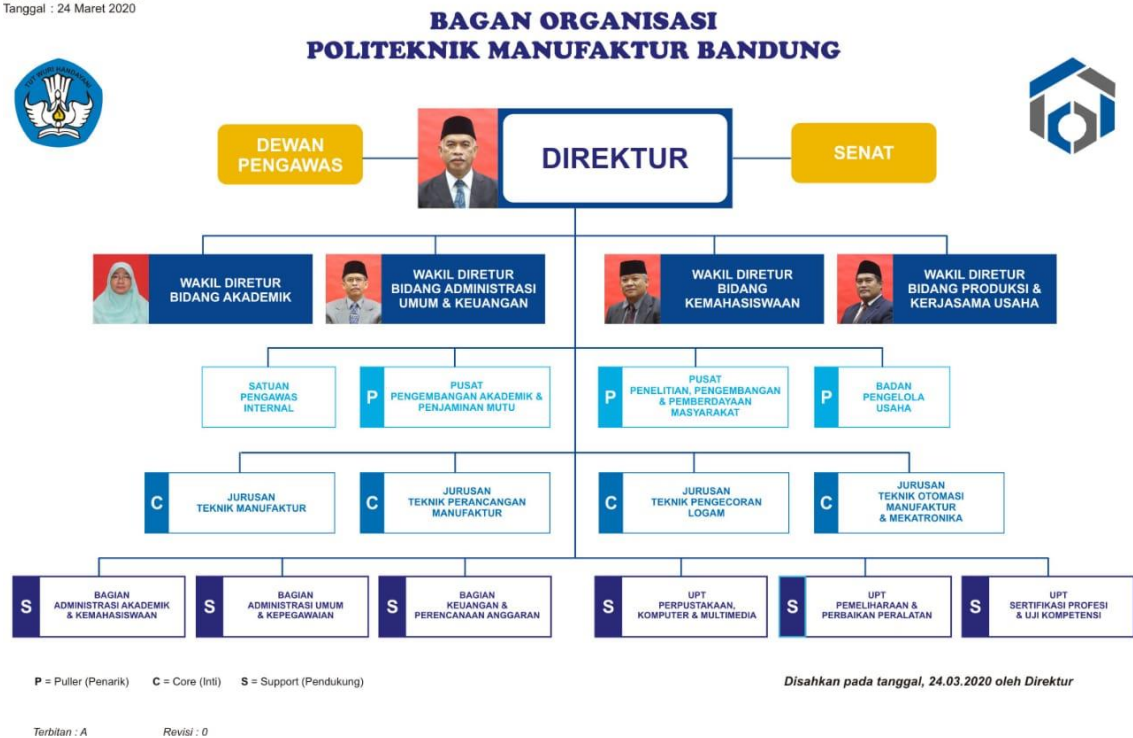 Tanggal : 24 Maret 2020
BAGAN ORGANISASI
POLITEKNIK MANUFAKTUR BANDUNG
TUT WURI HANDAYANI
DEWAN
PENGAWAS
DIREKTUR
SENAT
WAKIL DIRETUR
BIDANG AKADEMIK
WAKIL DIRETUR
BIDANG ADMINISTRASI
UMUM & KEUANGAN
WAKIL DIRETUR
BIDANG
KEMAHASISWAAN
WAKIL DIRETUR
BIDANG PRODUKSI &
KERJASAMA USAHA
SATUAN
PENGAWAS
INTERNAL
P
PUSAT
PENGEMBANGAN AKADEMIK &
PENJAMINAN MUTU
P
PUSAT
PENELITIAN, PENGEMBANGAN
& PEMBERDAYAAN
MASYARAKAT
P
BADAN
PENGELOLA
USAHA
C
JURUSAN
TEKNIK MANUFAKTUR
C
JURUSAN
TEKNIK PERANCANGAN
MANUFAKTUR
C
JURUSAN
TEKNIK PENGECORAN
LOGAM
C
JURUSAN
TEKNIK OTOMASI
MANUFAKTUR
& MEKATRONIKA
S
BAGIAN
ADMINISTRASI AKADEMIK
& KEMAHASISWAAN
S
BAGIAN
ADMINISTRASI UMUM
& KEPEGAWAIAN
S
BAGIAN
KEUANGAN &
PERENCANAAN ANGGARAN
S
UPT
PERPUSTAKAAN,
KOMPUTER & MULTIMEDIA
S
UPT
PEMELIHARAAN &
PERBAIKAN PERALATAN
S
UPT
SERTIFIKASI PROFESI
& UJI KOMPETENSI
P = Puller (Penarik) C = Core (Inti) S = Support (Pendukung)
Disahkan pada tanggal, 24.03.2020 oleh Direktur
Terbitan : A Revisi : 0